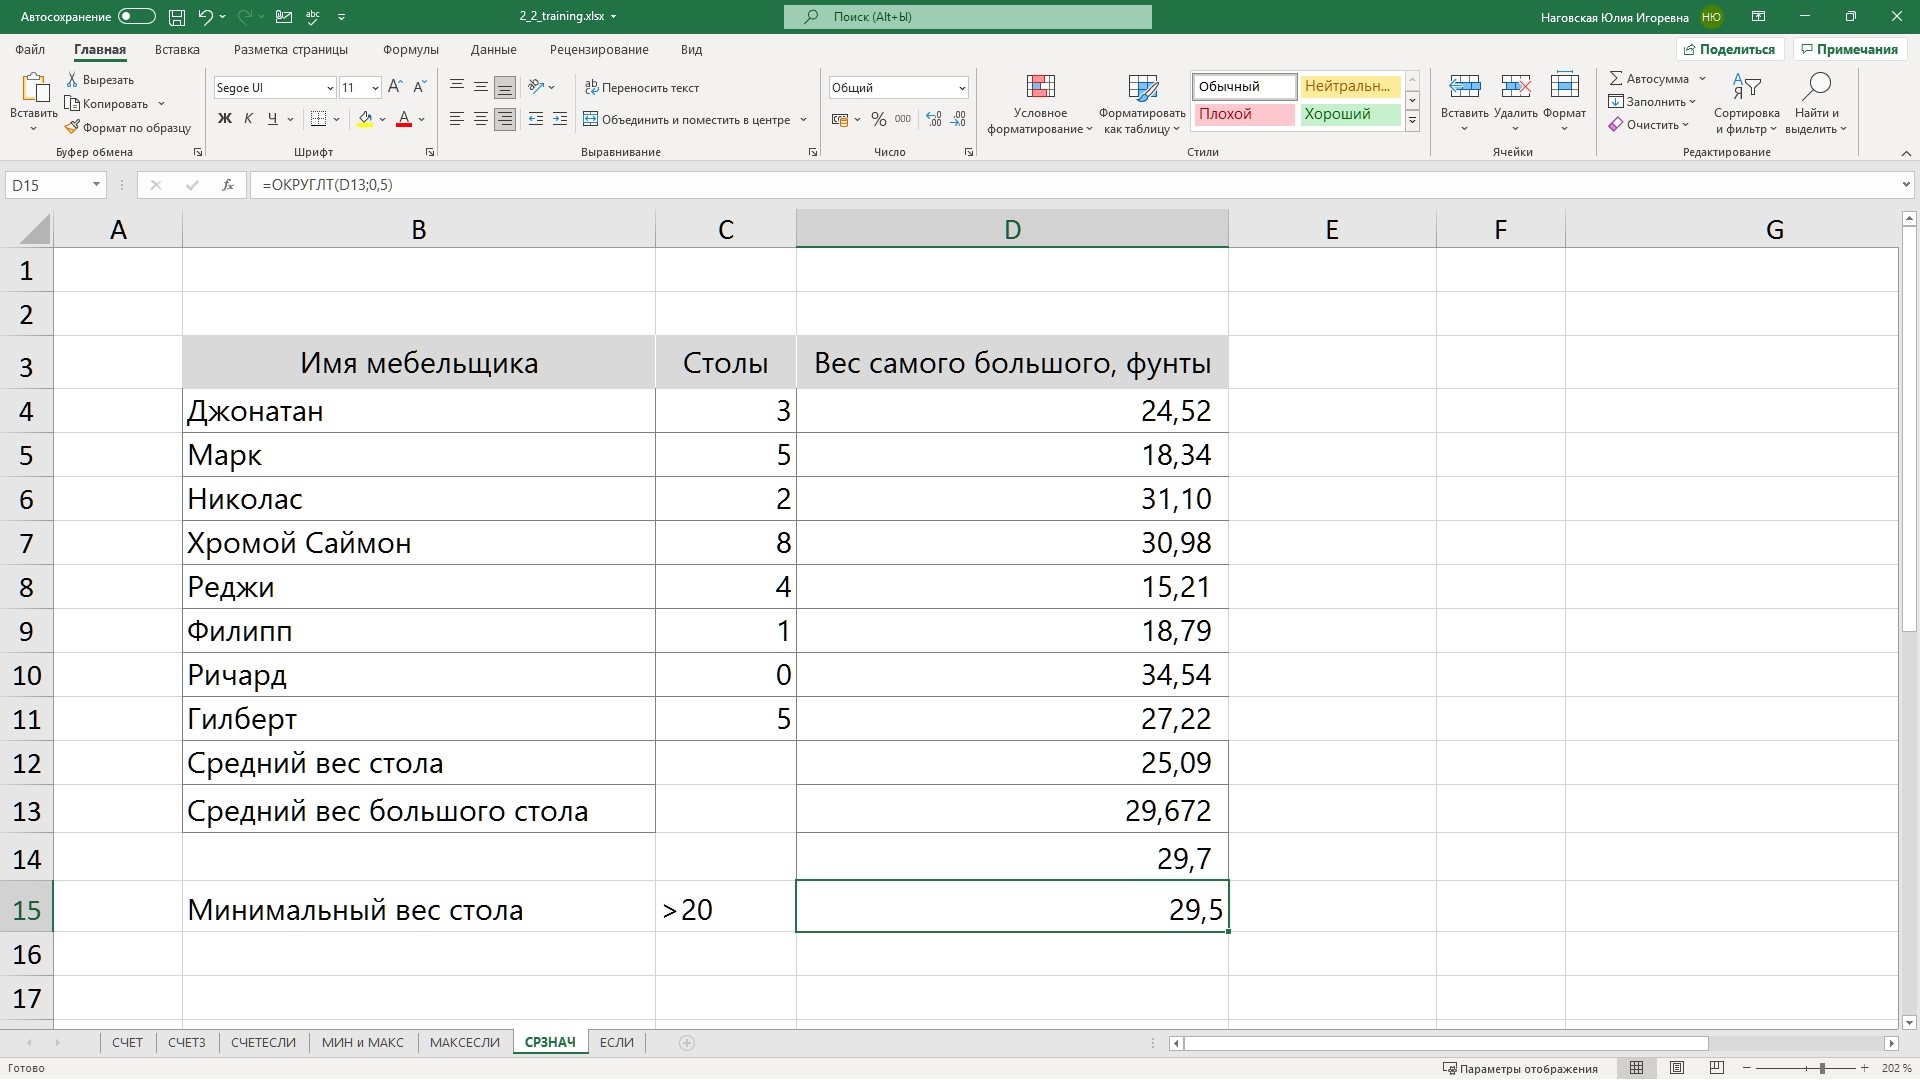 Автосохранение 2_2_training.xlsx Поиск (Alt+Ы) Наговская Юлия Игоревна НЮ
Файл Главная Вставка Разметка страницы Формулы Данные Рецензирование Вид Поделиться Примечания
Вставить Вырезать Копировать Формат по образцу
Буфер обмена
Segoe UI 11
Ж К Ч
Шрифт
Переносить текст
Объединить и поместить в центре
Выравнивание
Общий
% 000
Число
Условное форматирование
Форматировать как таблицу
Обычный Нейтральн...
Плохой Хороший
Стили
Вставить Удалить Формат
Ячейки
Автосумма
Заполнить
Очистить
Сортировка и фильтр
Найти и выделить
Редактирование
D15 fx =ОКРУГЛТ(D13;0,5)
A B C D E F G
1
2
3 Имя мебельщика Столы Вес самого большого, фунты
4 Джонатан 3 24,52
5 Марк 5 18,34
6 Николас 2 31,10
7 Хромой Саймон 8 30,98
8 Реджи 4 15,21
9 Филипп 1 18,79
10 Ричард 0 34,54
11 Гилберт 5 27,22
12 Средний вес стола 25,09
13 Средний вес большого стола 29,672
14 29,7
15 Минимальный вес стола >20 29,5
16
17
СЧЕТ СЧЕТЗ СЧЕТЕСЛИ МИН и МАКС МАКСЕСЛИ СРЗНАЧ ЕСЛИ
Готово Параметры отображения 202 %